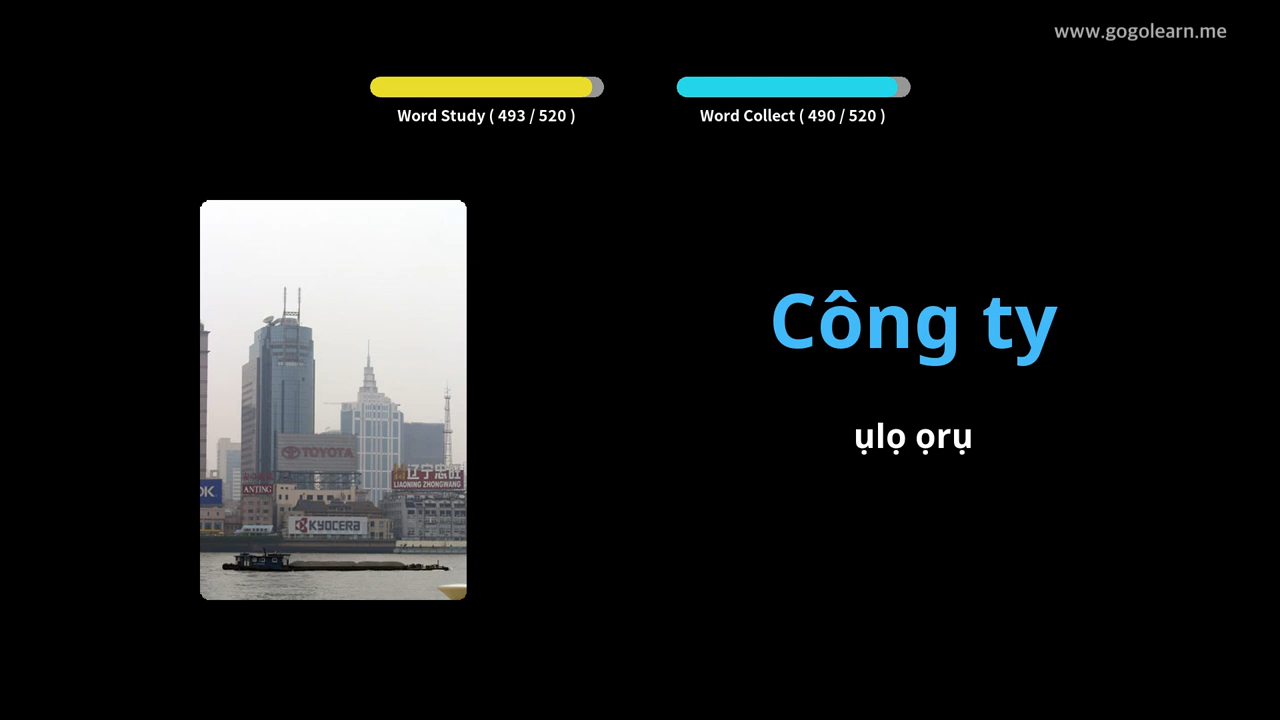 www.gogolearn.me
Word Study ( 493 / 520 )
Word Collect ( 490 / 520 )
Công ty
ụlọ ọrụ
TOYOTA
辽宁忠旺
LIAONING ZHONGWANG
OK
ANTING
KYOCERA